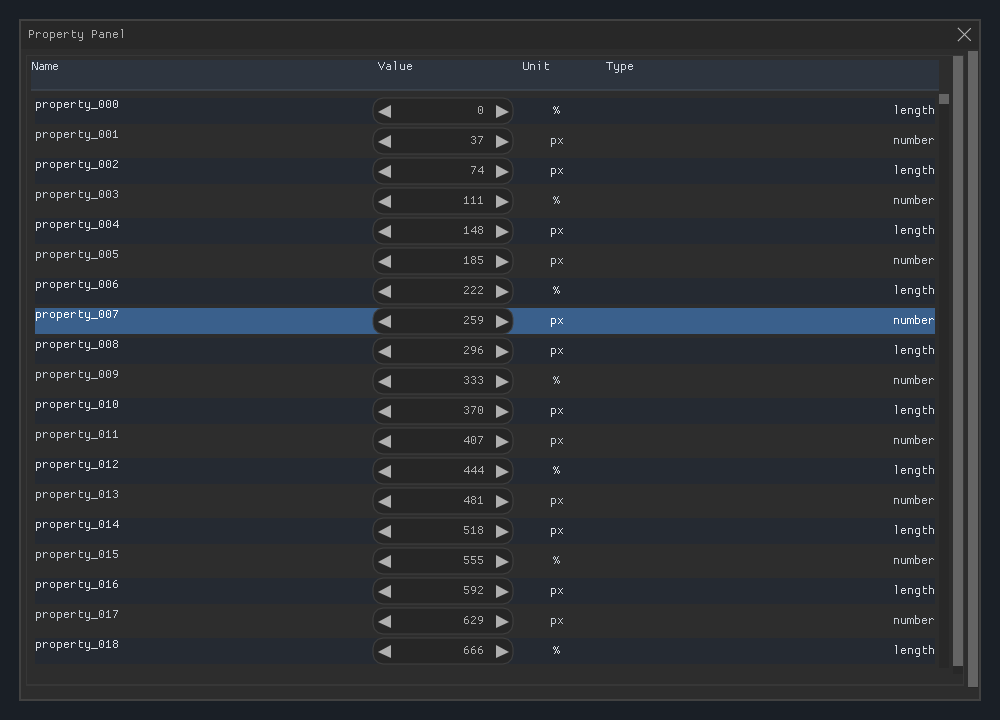 Property Panel
Name Value Unit Type
property_000 0 % length
property_001 37 px number
property_002 74 px length
property_003 111 % number
property_004 148 px length
property_005 185 px number
property_006 222 % length
property_007 259 px number
property_008 296 px length
property_009 333 % number
property_010 370 px length
property_011 407 px number
property_012 444 % length
property_013 481 px number
property_014 518 px length
property_015 555 % number
property_016 592 px length
property_017 629 px number
property_018 666 % length